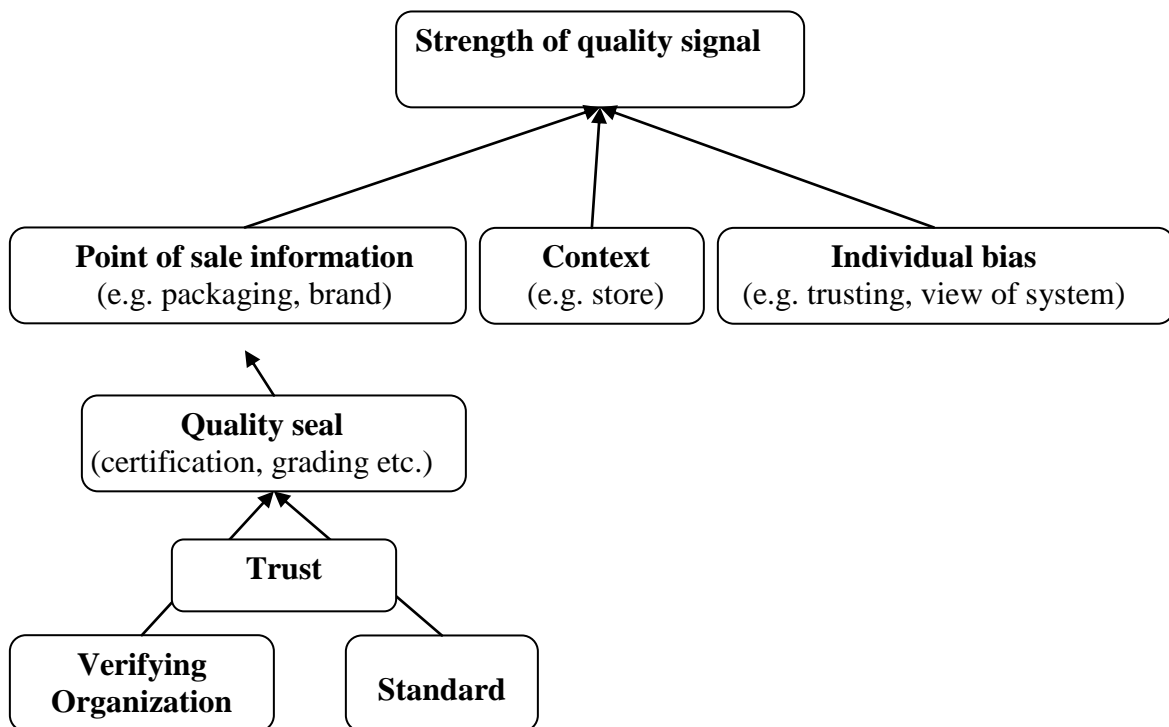 Strength of quality signal
Point of sale information
(e.g. packaging, brand)
Context
(e.g. store)
Individual bias
(e.g. trusting, view of system)
Quality seal
(certification, grading etc.)
Trust
Verifying
Organization
Standard